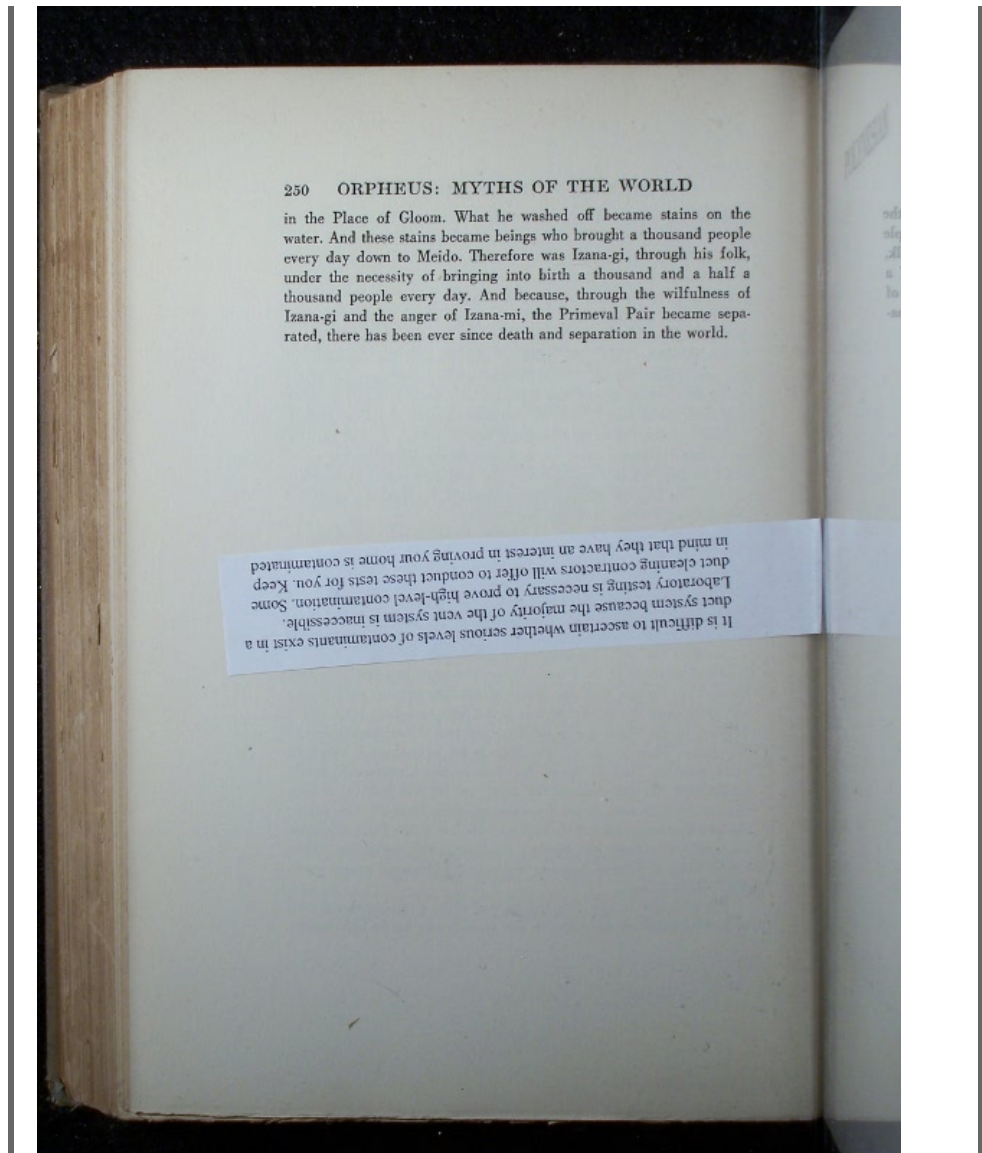 250 ORPHEUS: MYTHS OF THE WORLD
in the Place of Gloom. What he washed off became stains on the
water. And these stains became beings who brought a thousand people
every day down to Meido. Therefore was Izana-gi, through his folk,
under the necessity of bringing into birth a thousand and a half a
thousand people every day. And because, through the wilfulness of
Izana-gi and the anger of Izana-mi, the Primeval Pair became sepa-
rated, there has been ever since death and separation in the world.
It is difficult to ascertain whether serious levels of contaminants exist in a
duct system because the majority of the vent system is inaccessible.
Laboratory testing is necessary to prove high-level contamination. Some
duct cleaning contractors will offer to conduct these tests for you. Keep
in mind that they have an interest in proving your home is contaminated